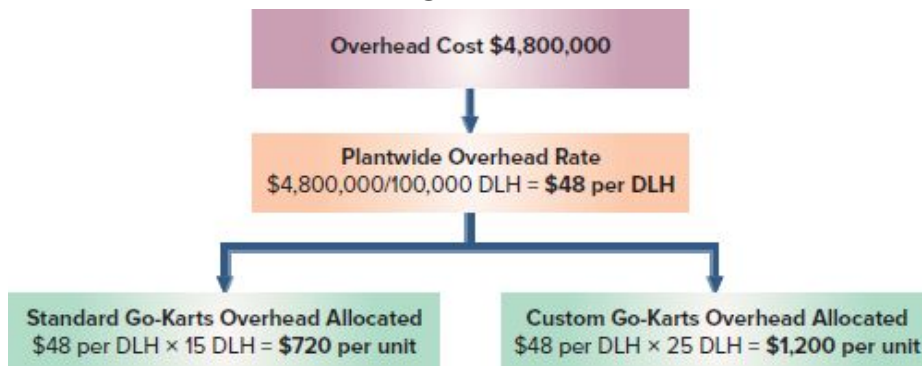 Overhead Cost $4,800,000
Plantwide Overhead Rate
$4,800,000/100,000 DLH = $48 per DLH
Standard Go-Karts Overhead Allocated
$48 per DLH × 15 DLH = $720 per unit
Custom Go-Karts Overhead Allocated
$48 per DLH × 25 DLH = $1,200 per unit